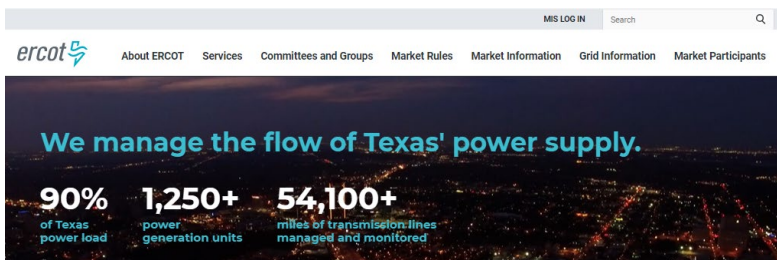 MIS LOG IN Search
ercot
About ERCOT Services Committees and Groups Market Rules Market Information Grid Information Market Participants
We manage the flow of Texas' power supply.
90% 1,250+ 54,100+
of Texas power miles of transmission lines
power load generation units managed and monitored